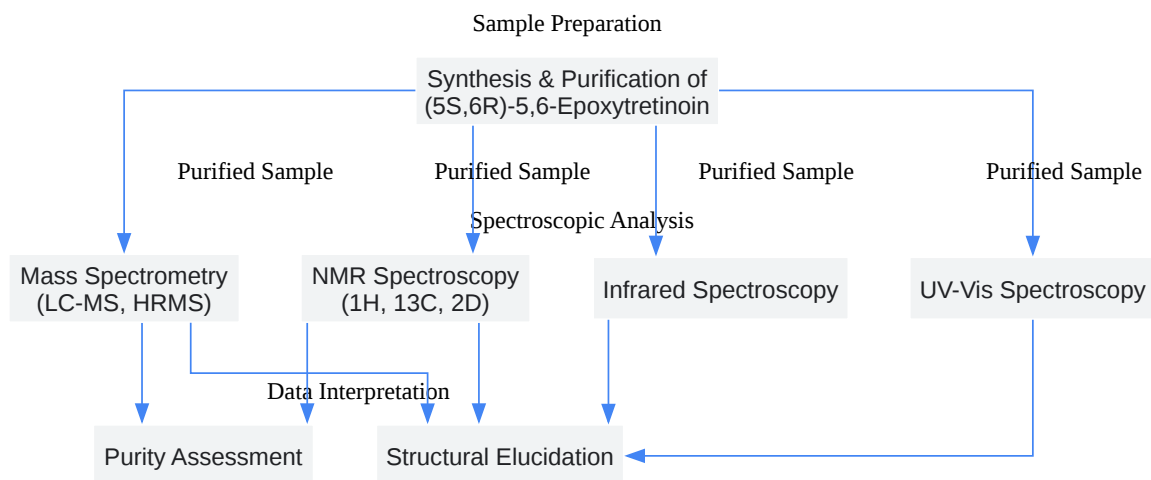 Sample Preparation
Synthesis & Purification of
(5S,6R)-5,6-Epoxytretinoin
Purified Sample
Purified Sample
Purified Sample
Purified Sample
Spectroscopic Analysis
Mass Spectrometry
(LC-MS, HRMS)
NMR Spectroscopy
(1H, 13C, 2D)
Infrared Spectroscopy
UV-Vis Spectroscopy
Data Interpretation
Purity Assessment
Structural Elucidation